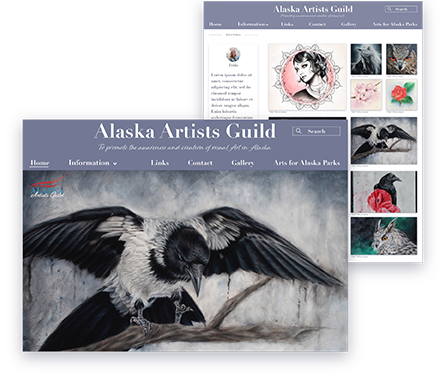 Alaska Artists Guild
Search
Home Information Links Contact Gallery Arts for Alaska Parks
Lorem ipsum dolor sit
amet, consectetur
adipiscing elit, sed do
eiusmod tempor
incididunt ut labore et
dolore magna aliqua.
Alaska Artists Guild
Search
To promote the awareness and creation of visual Art in Alaska
Home Information Links Contact Gallery Arts for Alaska Parks
Artists Guild